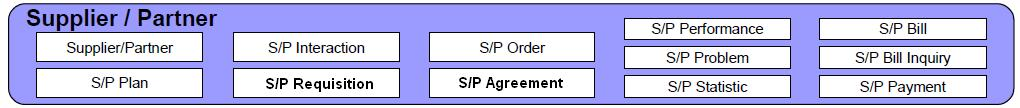 Supplier / Partner
Supplier/Partner
S/P Plan
S/P Interaction
S/P Requisition
S/P Order
S/P Agreement
S/P Performance
S/P Problem
S/P Statistic
S/P Bill
S/P Bill Inquiry
S/P Payment